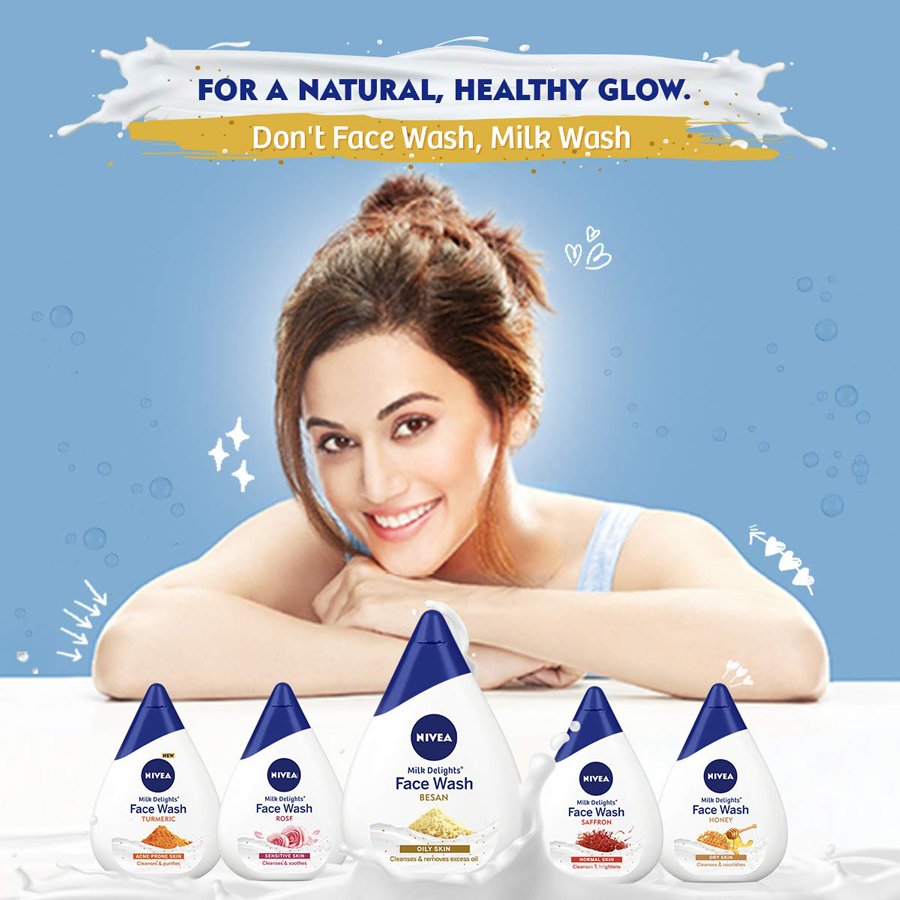 FOR A NATURAL, HEALTHY GLOW.
Don't Face Wash, Milk Wash
NEW
NIVEA
Milk Delights*
Face Wash
TURMERIC
ACNE-PRONE SKIN
Cleanses & purifies
NIVEA
Milk Delights*
Face Wash
ROSE
SENSITIVE SKIN
Cleanses & soothes
NIVEA
Milk Delights*
Face Wash
BESAN
OILY SKIN
Cleanses & removes excess oil
NIVEA
Milk Delights*
Face Wash
SAFFRON
NORMAL SKIN
Cleanses & brightens
NIVEA
Milk Delights*
Face Wash
HONEY
DRY SKIN
Cleanses & nourishes